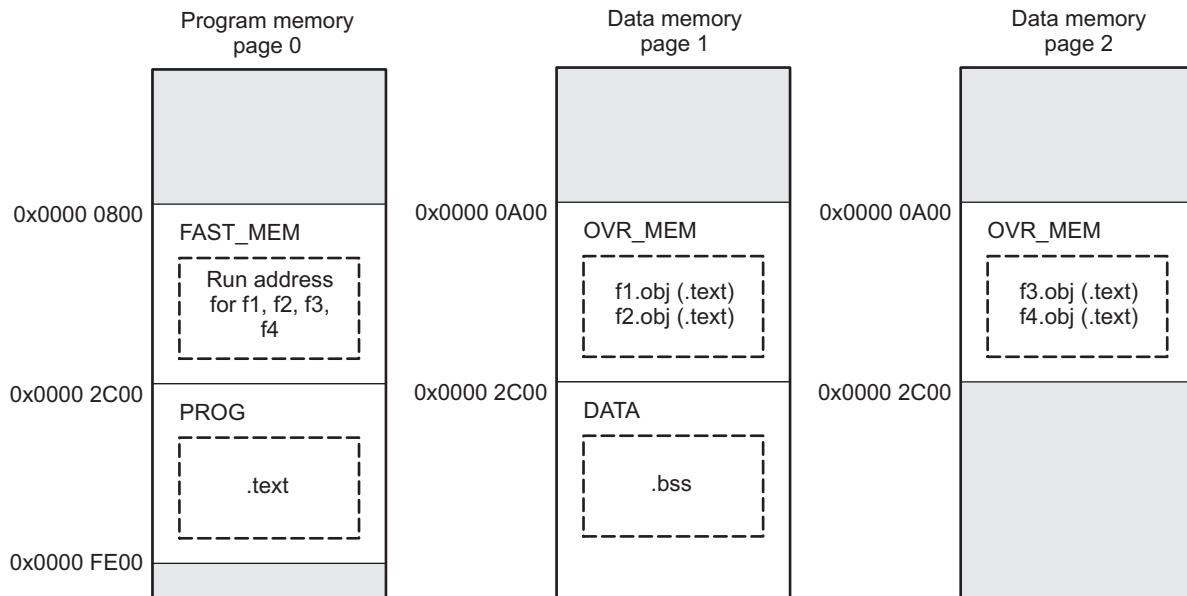 Program memory
page 0
Data memory
page 1
Data memory
page 2
0x0000 0800
FAST_MEM
Run address
for f1, f2, f3,
f4
0x0000 2C00
PROG
.text
0x0000 FE00
0x0000 0A00
OVR_MEM
f1.obj (.text)
f2.obj (.text)
0x0000 2C00
DATA
.bss
0x0000 0A00
OVR_MEM
f3.obj (.text)
f4.obj (.text)
0x0000 2C00